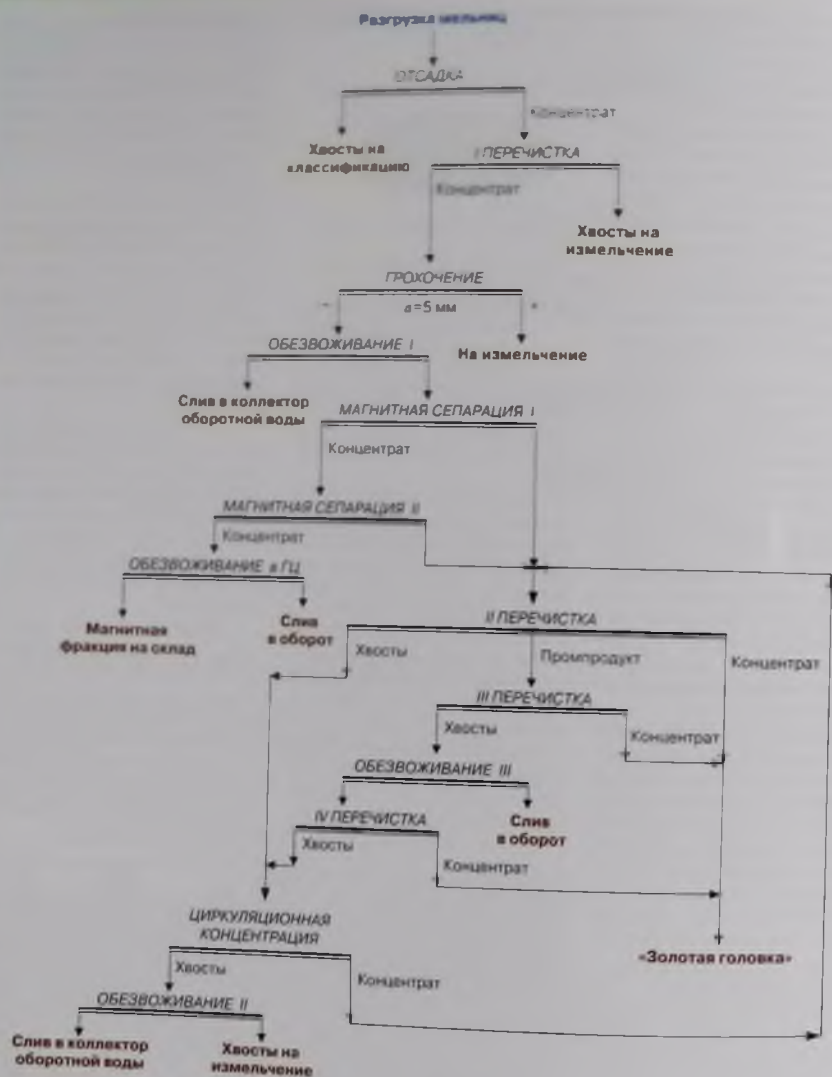 Разгрузка мельниц
ОТСАДКА
Концентрат
Хвосты на
классификацию
I ПЕРЕЧИСТКА
Концентрат
Хвосты на
измельчение
ГРОХОЧЕНИЕ
– а=5 мм +
ОБЕЗВОЖИВАНИЕ I
На измельчение
Слив в коллектор
оборотной воды
МАГНИТНАЯ СЕПАРАЦИЯ I
Концентрат
МАГНИТНАЯ СЕПАРАЦИЯ II
Концентрат
ОБЕЗВОЖИВАНИЕ в ГЦ
Магнитная
фракция на склад
Слив
в оборот
II ПЕРЕЧИСТКА
Хвосты
Промпродукт
Концентрат
III ПЕРЕЧИСТКА
Хвосты
Концентрат
ОБЕЗВОЖИВАНИЕ III
Слив
в оборот
IV ПЕРЕЧИСТКА
Хвосты
Концентрат
ЦИРКУЛЯЦИОННАЯ
КОНЦЕНТРАЦИЯ
«Золотая головка»
Хвосты
Концентрат
ОБЕЗВОЖИВАНИЕ II
Слив в коллектор
оборотной воды
Хвосты на
измельчение